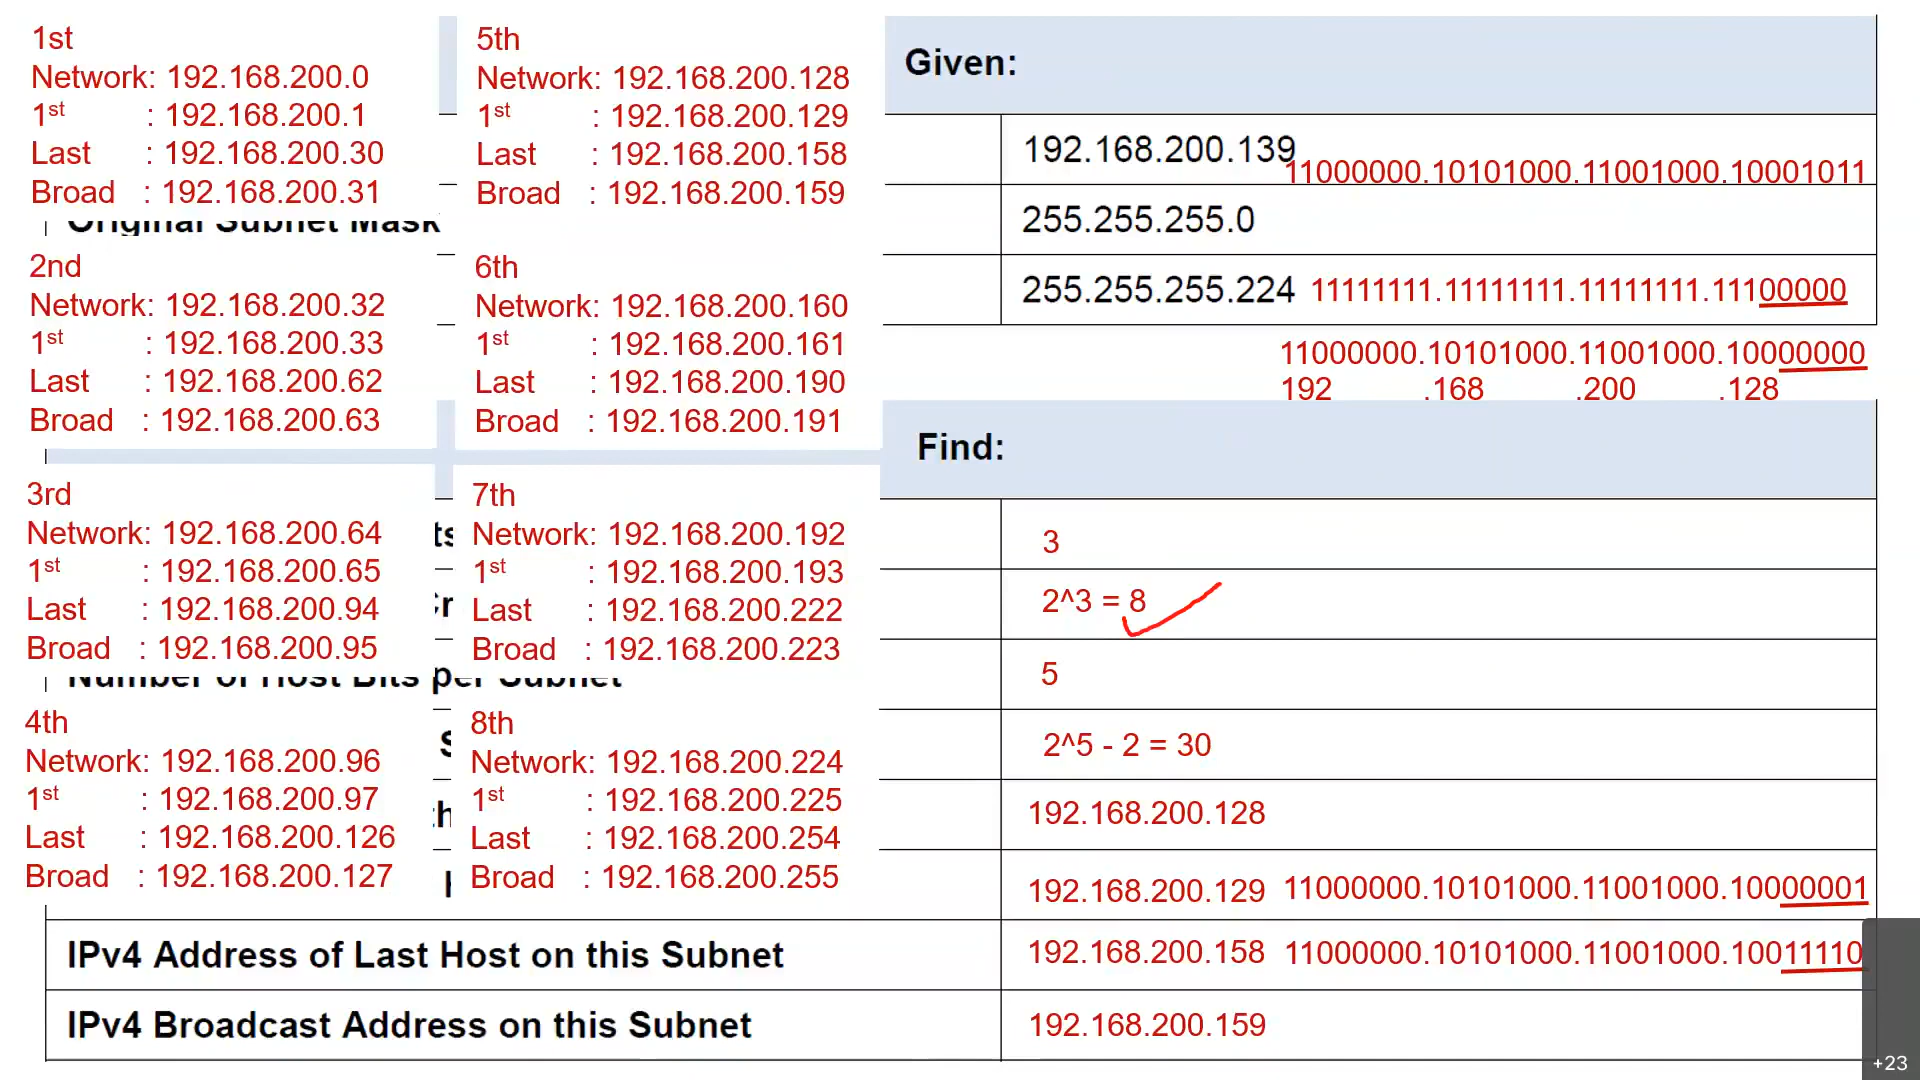 1st
Network: 192.168.200.0
1st : 192.168.200.1
Last : 192.168.200.30
Broad : 192.168.200.31
5th
Network: 192.168.200.128
1st : 192.168.200.129
Last : 192.168.200.158
Broad : 192.168.200.159
Original Subnet Mask
2nd
Network: 192.168.200.32
1st : 192.168.200.33
Last : 192.168.200.62
Broad : 192.168.200.63
6th
Network: 192.168.200.160
1st : 192.168.200.161
Last : 192.168.200.190
Broad : 192.168.200.191
3rd
Network: 192.168.200.64
1st : 192.168.200.65
Last : 192.168.200.94
Broad : 192.168.200.95
7th
Network: 192.168.200.192
1st : 192.168.200.193
Last : 192.168.200.222
Broad : 192.168.200.223
Number of Host Bits per Subnet
4th
Network: 192.168.200.96
1st : 192.168.200.97
Last : 192.168.200.126
Broad : 192.168.200.127
8th
Network: 192.168.200.224
1st : 192.168.200.225
Last : 192.168.200.254
Broad : 192.168.200.255
Given:
192.168.200.139 11000000.10101000.11001000.10001011
255.255.255.0
255.255.255.224 11111111.11111111.11111111.11100000
11000000.10101000.11001000.10000000
192 .168 .200 .128
Find:
3
2^3 = 8
5
2^5 - 2 = 30
192.168.200.128
192.168.200.129 11000000.10101000.11001000.10000001
IPv4 Address of Last Host on this Subnet 192.168.200.158 11000000.10101000.11001000.10011110
IPv4 Broadcast Address on this Subnet 192.168.200.159
+23